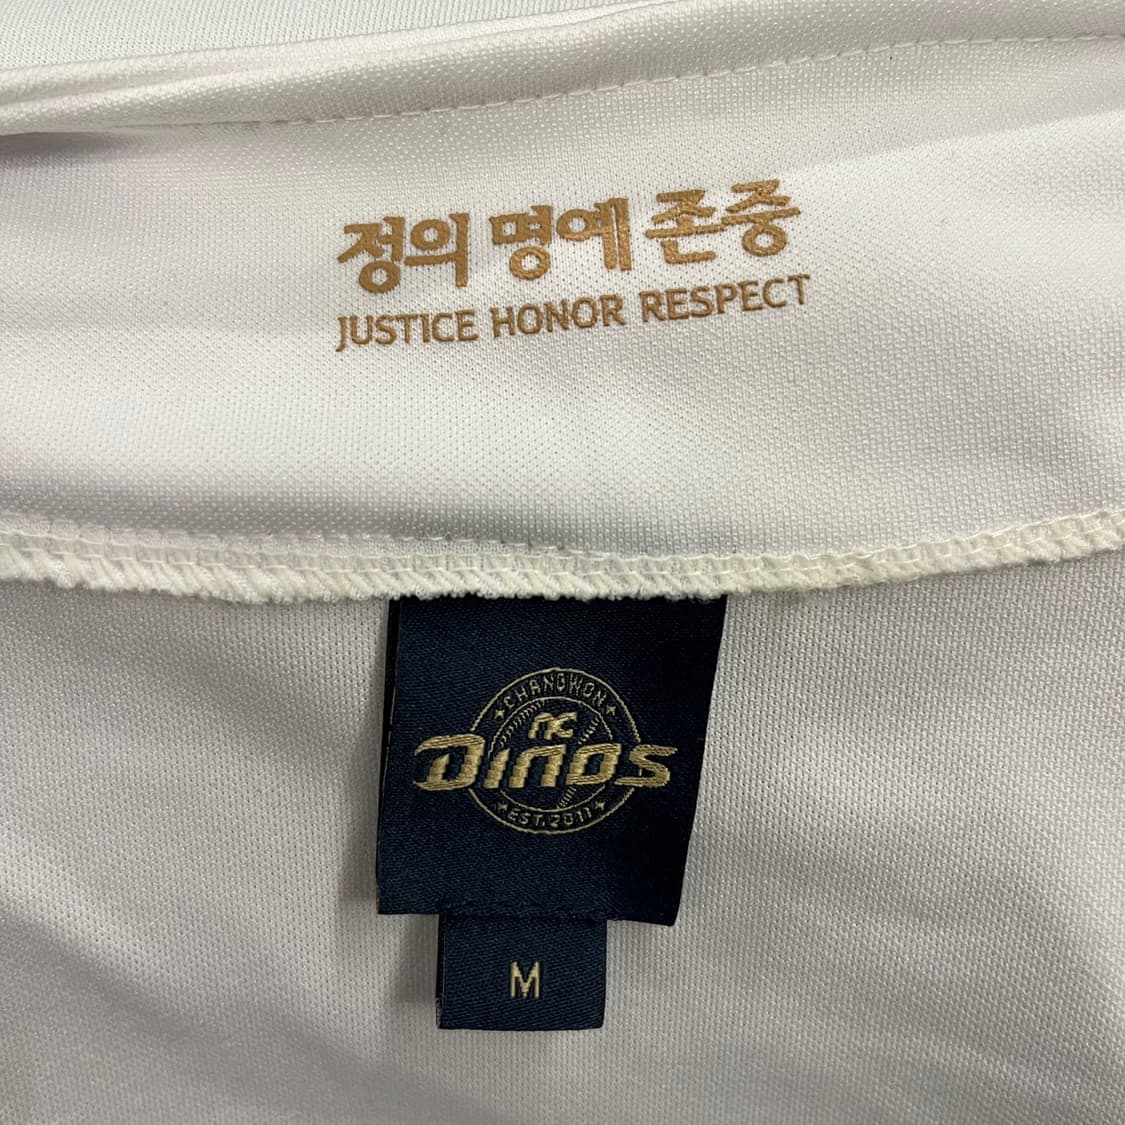 정의 명예 존중
JUSTICE HONOR RESPECT
CHANGWON
NC
DINOS
EST.2011
M